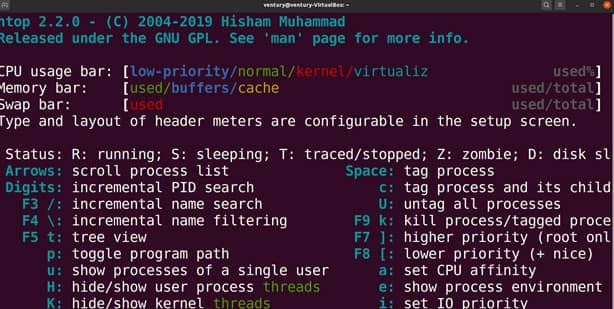 ventury@ventury-VirtualBox: ~
htop 2.2.0 - (C) 2004-2019 Hisham Muhammad
Released under the GNU GPL. See 'man' page for more info.
CPU usage bar: [low-priority/normal/kernel/virtualiz used%]
Memory bar: [used/buffers/cache used/total]
Swap bar: [used used/total]
Type and layout of header meters are configurable in the setup screen.
Status: R: running; S: sleeping; T: traced/stopped; Z: zombie; D: disk sl
Arrows: scroll process list Space: tag process
Digits: incremental PID search c: tag process and its child
F3 /: incremental name search U: untag all processes
F4 \: incremental name filtering F9 k: kill process/tagged proce
F5 t: tree view F7 ]: higher priority (root onl
p: toggle program path F8 [: lower priority (+ nice)
u: show processes of a single user a: set CPU affinity
H: hide/show user process threads e: show process environment
K: hide/show kernel threads i: set IO priority